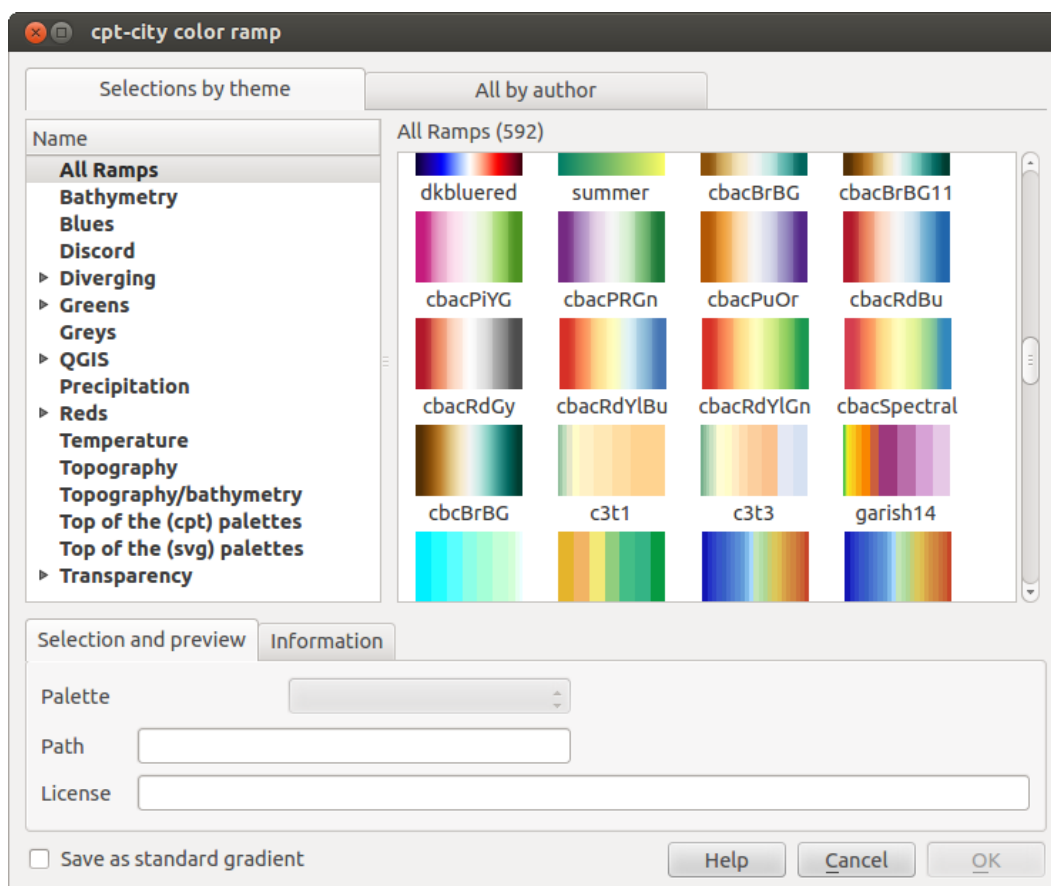 cpt-city color ramp
Selections by theme
All by author
Name
All Ramps
Bathymetry
Blues
Discord
Diverging
Greens
Greys
QGIS
Precipitation
Reds
Temperature
Topography
Topography/bathymetry
Top of the (cpt) palettes
Top of the (svg) palettes
Transparency
All Ramps (592)
dkbluered summer cbacBrBG cbacBrBG11
cbacPiYG cbacPRGn cbacPuOr cbacRdBu
cbacRdGy cbacRdYlBu cbacRdYlGn cbacSpectral
cbcBrBG c3t1 c3t3 garish14
Selection and preview
Information
Palette
Path
License
Save as standard gradient
Help
Cancel
OK